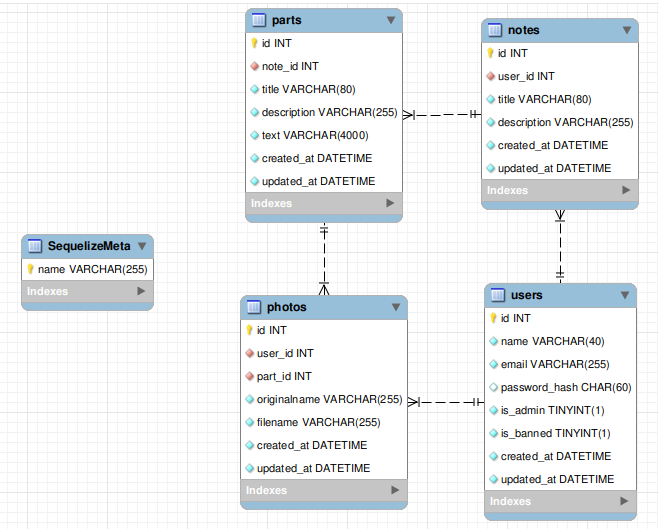 parts
id INT
note_id INT
title VARCHAR(80)
description VARCHAR(255)
text VARCHAR(4000)
created_at DATETIME
updated_at DATETIME
Indexes
notes
id INT
user_id INT
title VARCHAR(80)
description VARCHAR(255)
created_at DATETIME
updated_at DATETIME
Indexes
SequelizeMeta
name VARCHAR(255)
Indexes
photos
id INT
user_id INT
part_id INT
originalname VARCHAR(255)
filename VARCHAR(255)
created_at DATETIME
updated_at DATETIME
Indexes
users
id INT
name VARCHAR(40)
email VARCHAR(255)
password_hash CHAR(60)
is_admin TINYINT(1)
is_banned TINYINT(1)
created_at DATETIME
updated_at DATETIME
Indexes